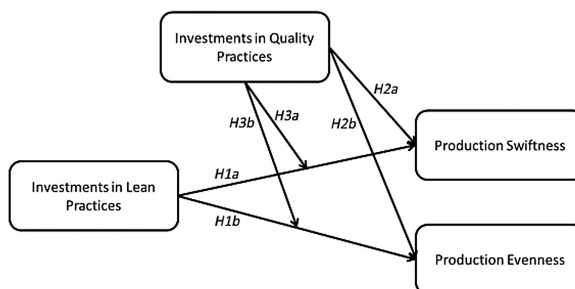 Investments in Quality
Practices
H2a
H3a
H3b
H2b
Production Swiftness
H1a
Investments in Lean
Practices
H1b
Production Evenness